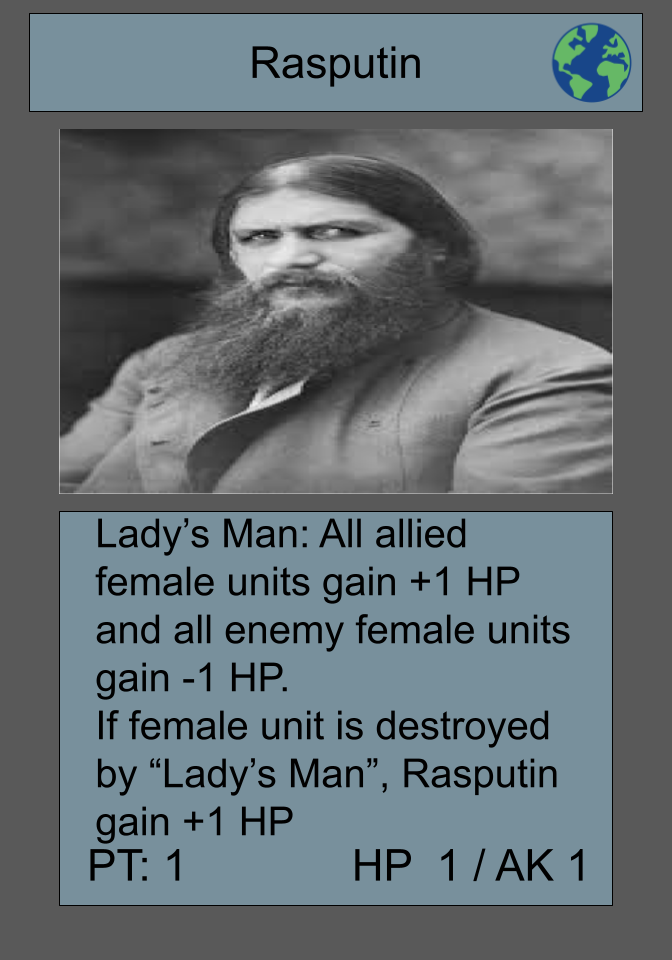 Rasputin
Lady’s Man: All allied
female units gain +1 HP
and all enemy female units
gain -1 HP.
If female unit is destroyed
by “Lady’s Man”, Rasputin
gain +1 HP
PT: 1 HP 1 / AK 1